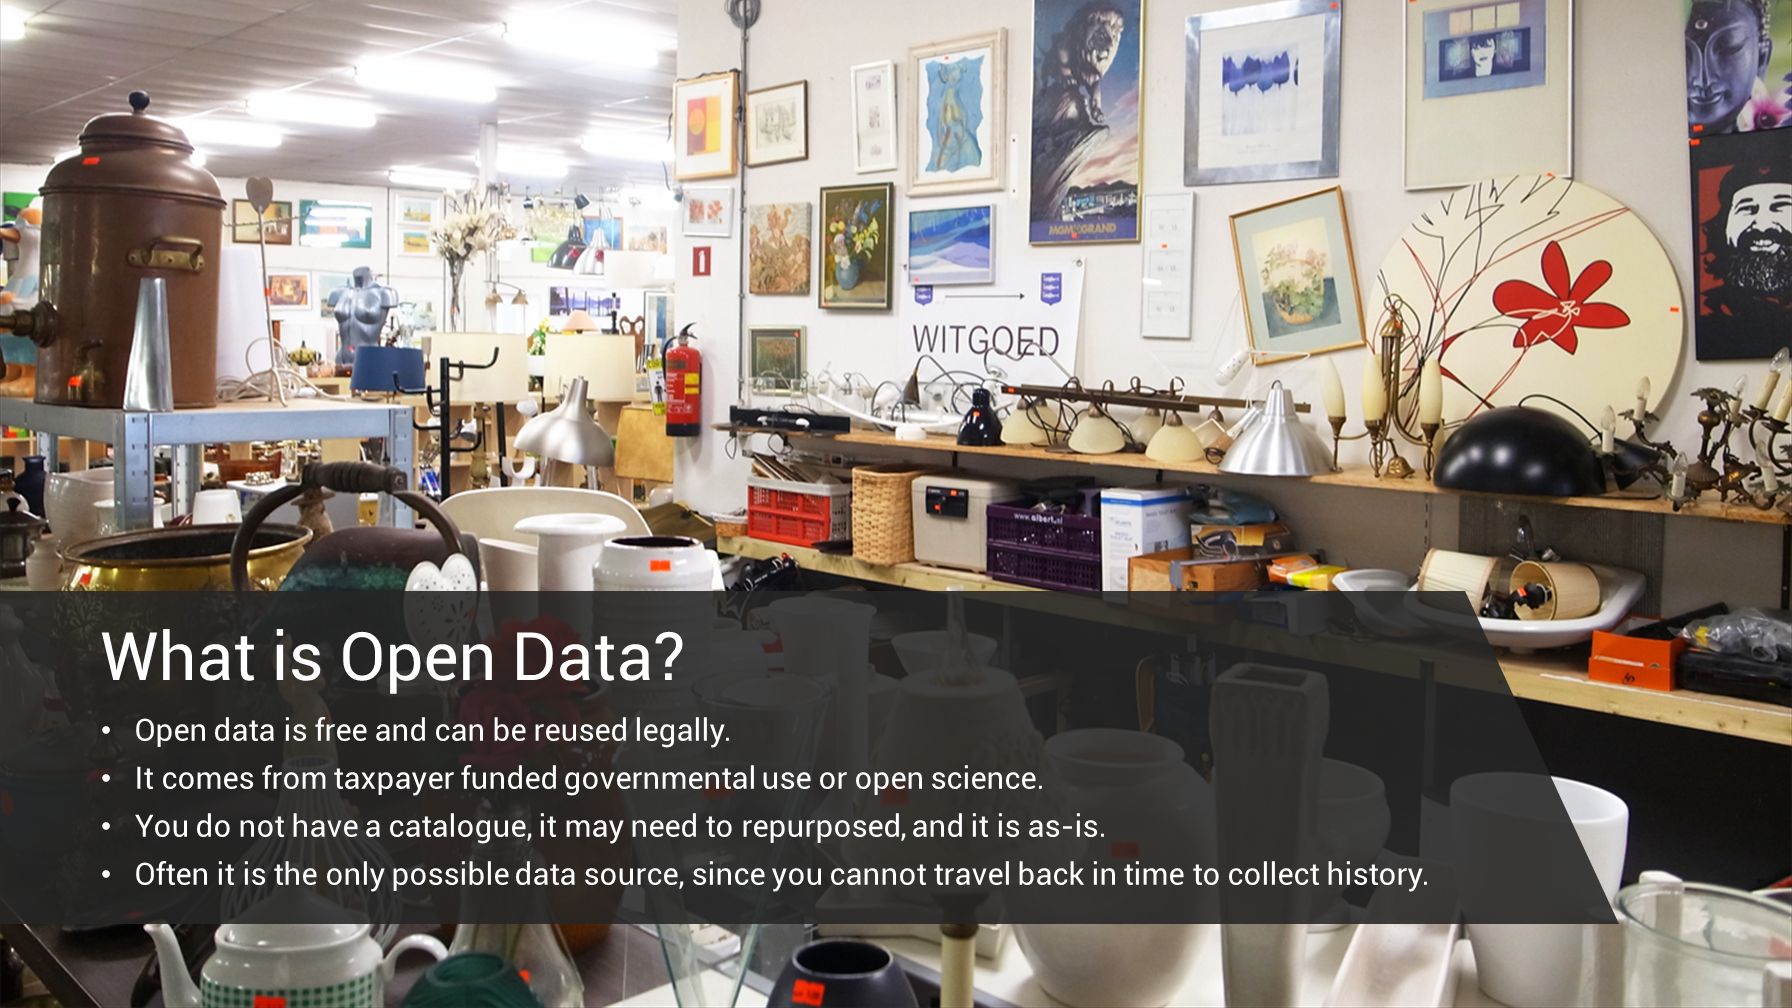 MGM GRAND
WITGOED
www.albert.nl
What is Open Data?
• Open data is free and can be reused legally.
• It comes from taxpayer funded governmental use or open science.
• You do not have a catalogue, it may need to repurposed, and it is as-is.
• Often it is the only possible data source, since you cannot travel back in time to collect history.